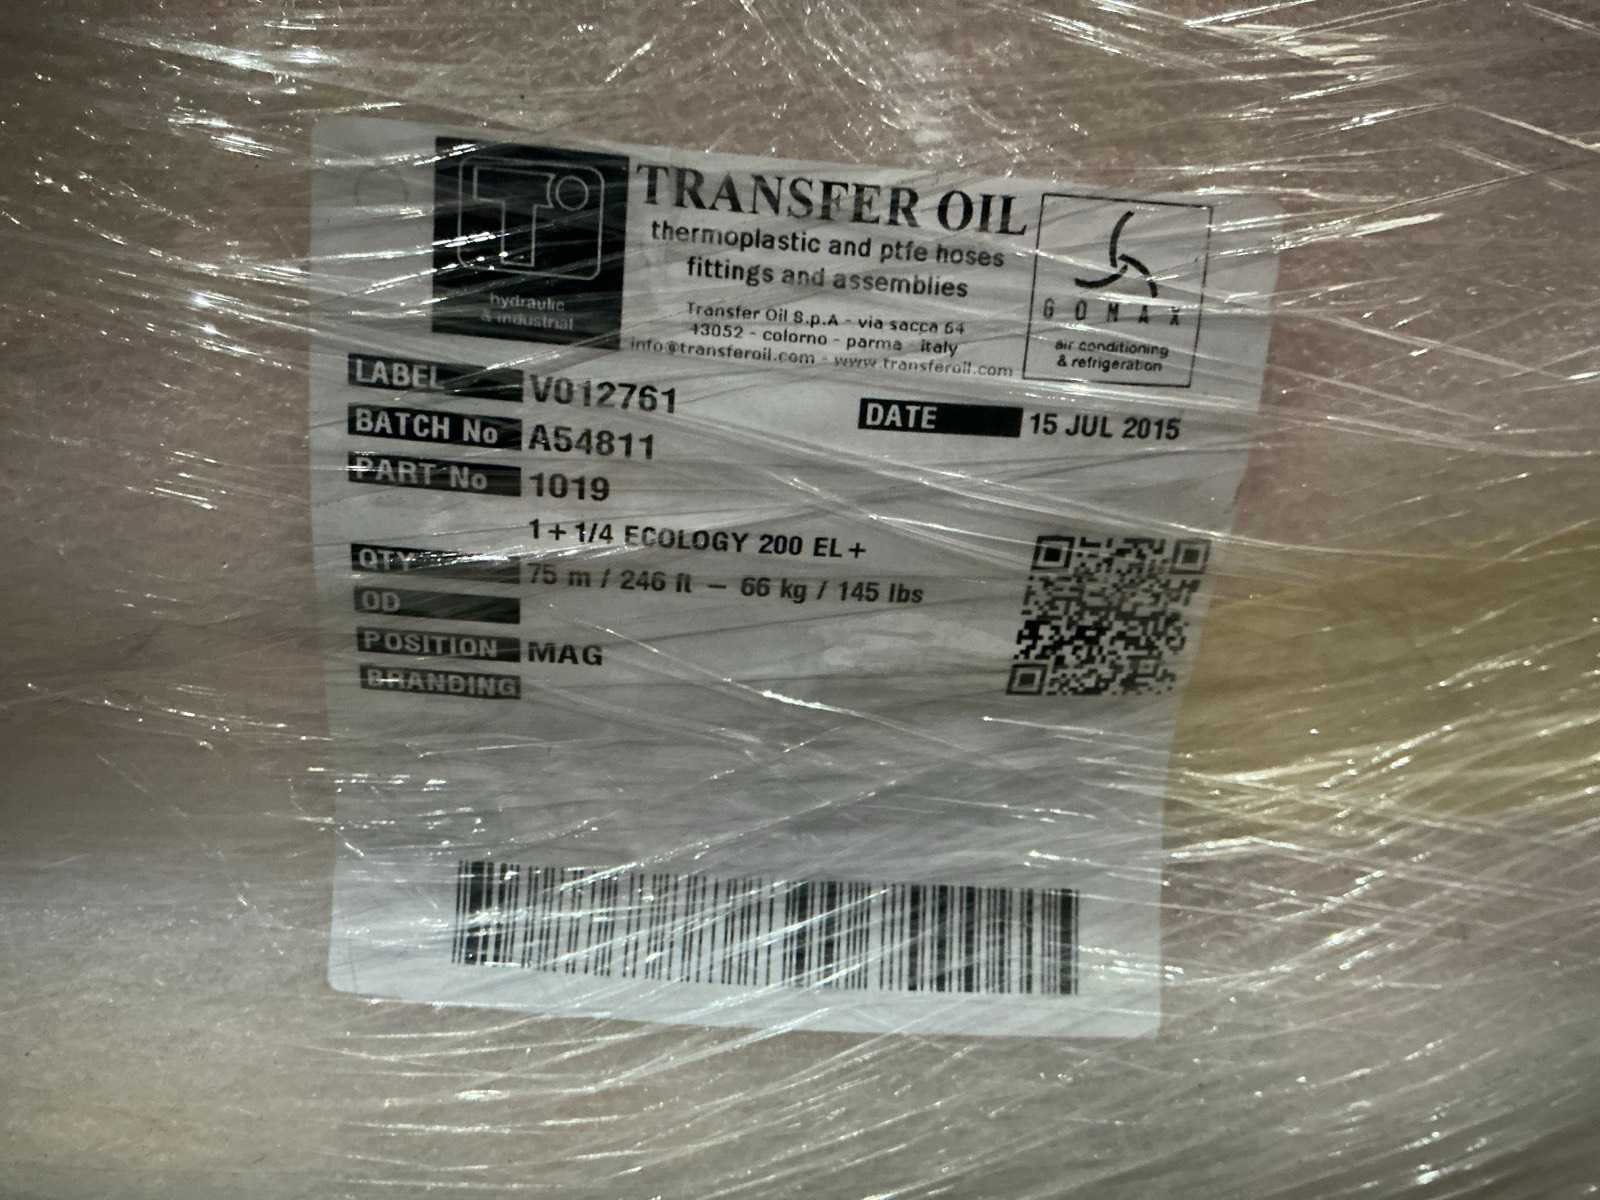 TRANSFER OIL
thermoplastic and ptfe hoses
fittings and assemblies
Transfer Oil S.p.A - via sacca 64
43052 - colorno - parma - italy
info@transferoil.com - www.transferoil.com
hydraulic
& industrial
GOMAX
air conditioning
& refrigeration
LABEL V012761
DATE 15 JUL 2015
BATCH No A54811
PART No 1019
1+1/4 ECOLOGY 200 EL+
QTY 75 m / 246 ft — 66 kg / 145 lbs
OD
POSITION MAG
BRANDING